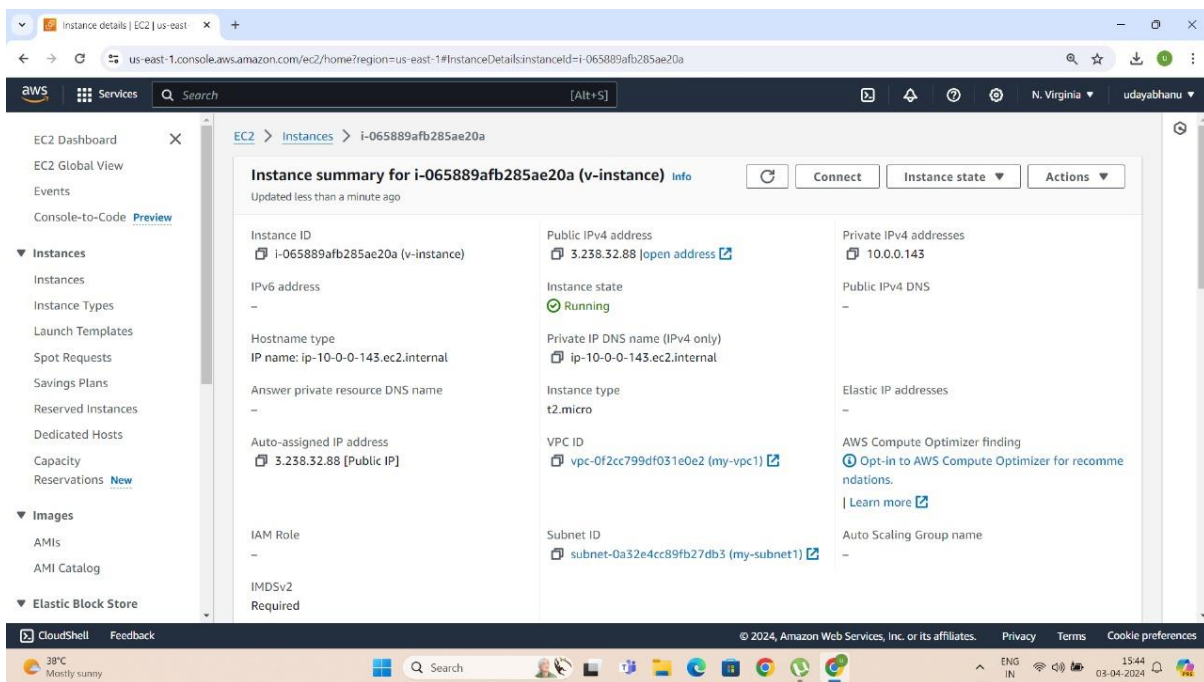 Instance details | EC2 | us-east-
us-east-1.console.aws.amazon.com/ec2/home?region=us-east-1#InstanceDetails:instanceId=i-065889afb285ae20a
aws
Services
Search
[Alt+S]
N. Virginia
udayabhanu
EC2 Dashboard
EC2 Global View
Events
Console-to-Code Preview
Instances
Instances
Instance Types
Launch Templates
Spot Requests
Savings Plans
Reserved Instances
Dedicated Hosts
Capacity
Reservations New
Images
AMIs
AMI Catalog
Elastic Block Store
EC2 > Instances > i-065889afb285ae20a
Instance summary for i-065889afb285ae20a (v-instance) Info
Updated less than a minute ago
Connect
Instance state
Actions
Instance ID
i-065889afb285ae20a (v-instance)
Public IPv4 address
3.238.32.88 |open address
Private IPv4 addresses
10.0.0.143
IPv6 address
–
Instance state
Running
Public IPv4 DNS
–
Hostname type
IP name: ip-10-0-0-143.ec2.internal
Private IP DNS name (IPv4 only)
ip-10-0-0-143.ec2.internal
Answer private resource DNS name
–
Instance type
t2.micro
Elastic IP addresses
–
Auto-assigned IP address
3.238.32.88 [Public IP]
VPC ID
vpc-0f2cc799df031e0e2 (my-vpc1)
AWS Compute Optimizer finding
Opt-in to AWS Compute Optimizer for recomme
ndations.
| Learn more
IAM Role
–
Subnet ID
subnet-0a32e4cc89fb27db3 (my-subnet1)
Auto Scaling Group name
–
IMDSv2
Required
CloudShell
Feedback
© 2024, Amazon Web Services, Inc. or its affiliates.
Privacy
Terms
Cookie preferences
38°C
Mostly sunny
Search
ENG
IN
15:44
03-04-2024